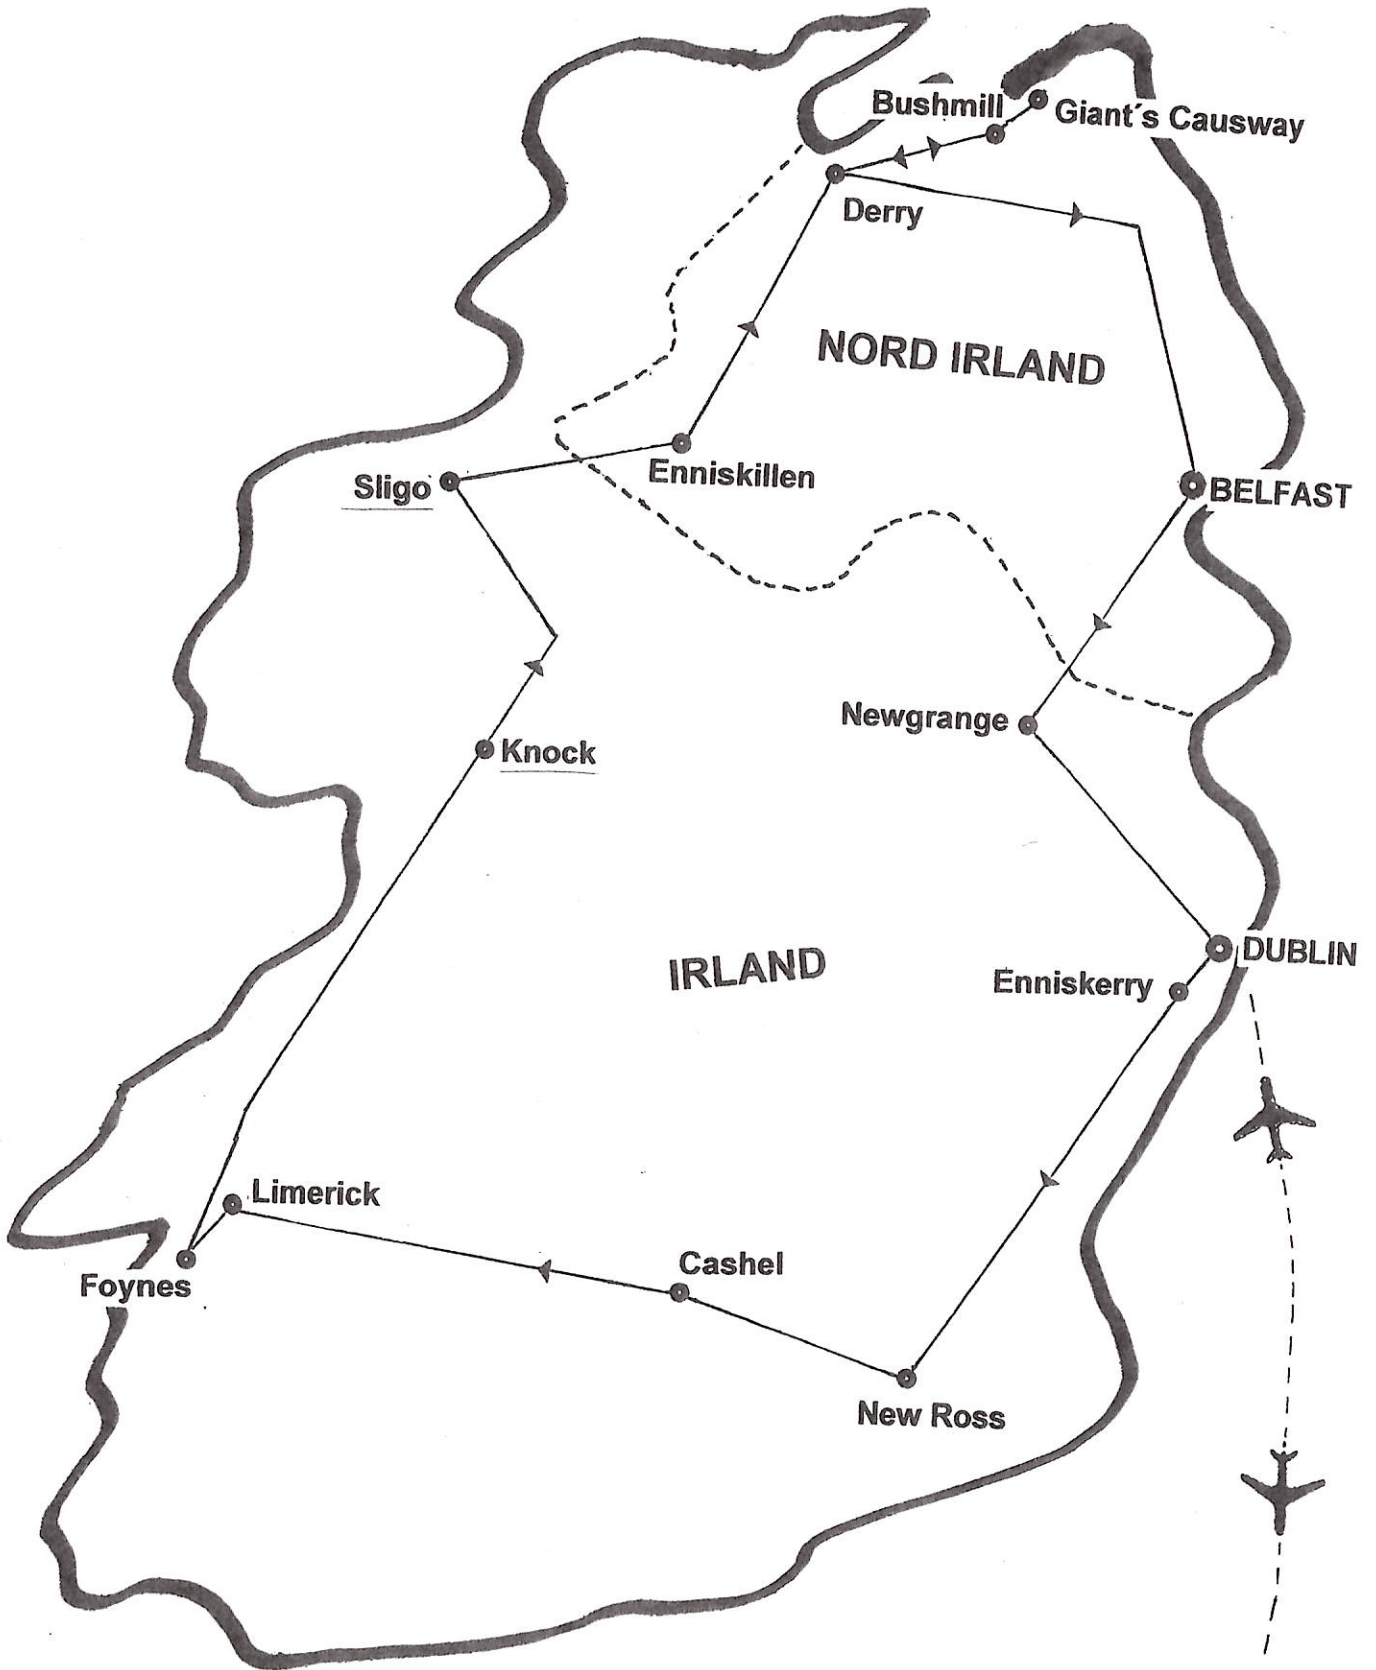 Bushmill
Giant´s Causway
Derry
NORD IRLAND
Enniskillen
Sligo
BELFAST
Newgrange
Knock
DUBLIN
IRLAND
Enniskerry
Limerick
Cashel
Foynes
New Ross